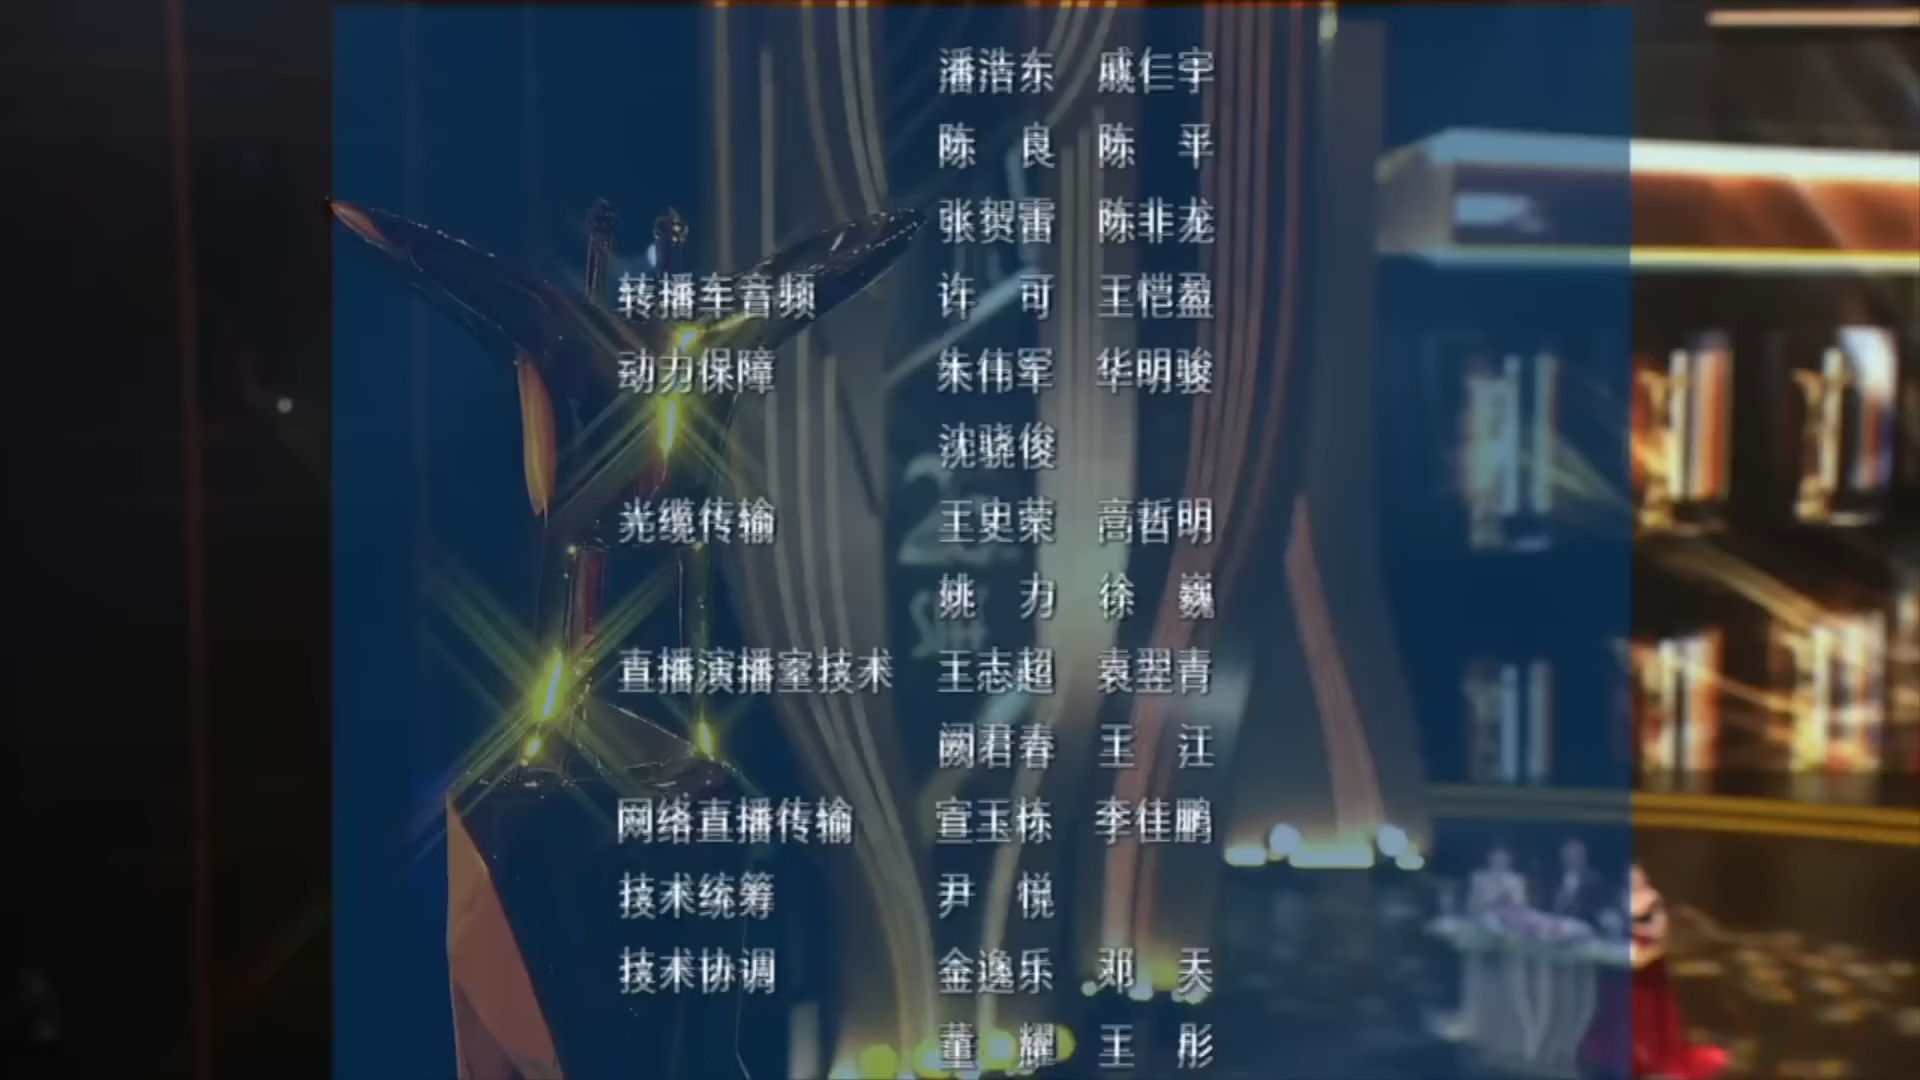 潘浩东 戚仁宇
陈 良 陈 平
张贺雷 陈非龙
转播车音频 许 可 王恺盈
动力保障 朱伟军 华明骏
沈骁俊
光缆传输 王史荣 高哲明
姚 力 徐 巍
直播演播室技术 王志超 袁翌青
阙君春 王 江
网络直播传输 宣玉栋 李佳鹏
技术统筹 尹 悦
技术协调 金逸乐 邓 天
董 耀 王 彤